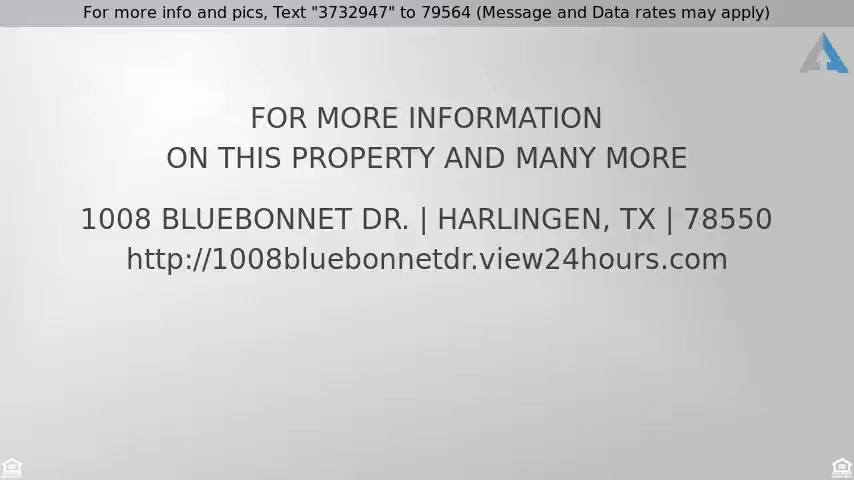 For more info and pics, Text "3732947" to 79564 (Message and Data rates may apply)
FOR MORE INFORMATION
ON THIS PROPERTY AND MANY MORE
1008 BLUEBONNET DR. | HARLINGEN, TX | 78550
http://1008bluebonnetdr.view24hours.com